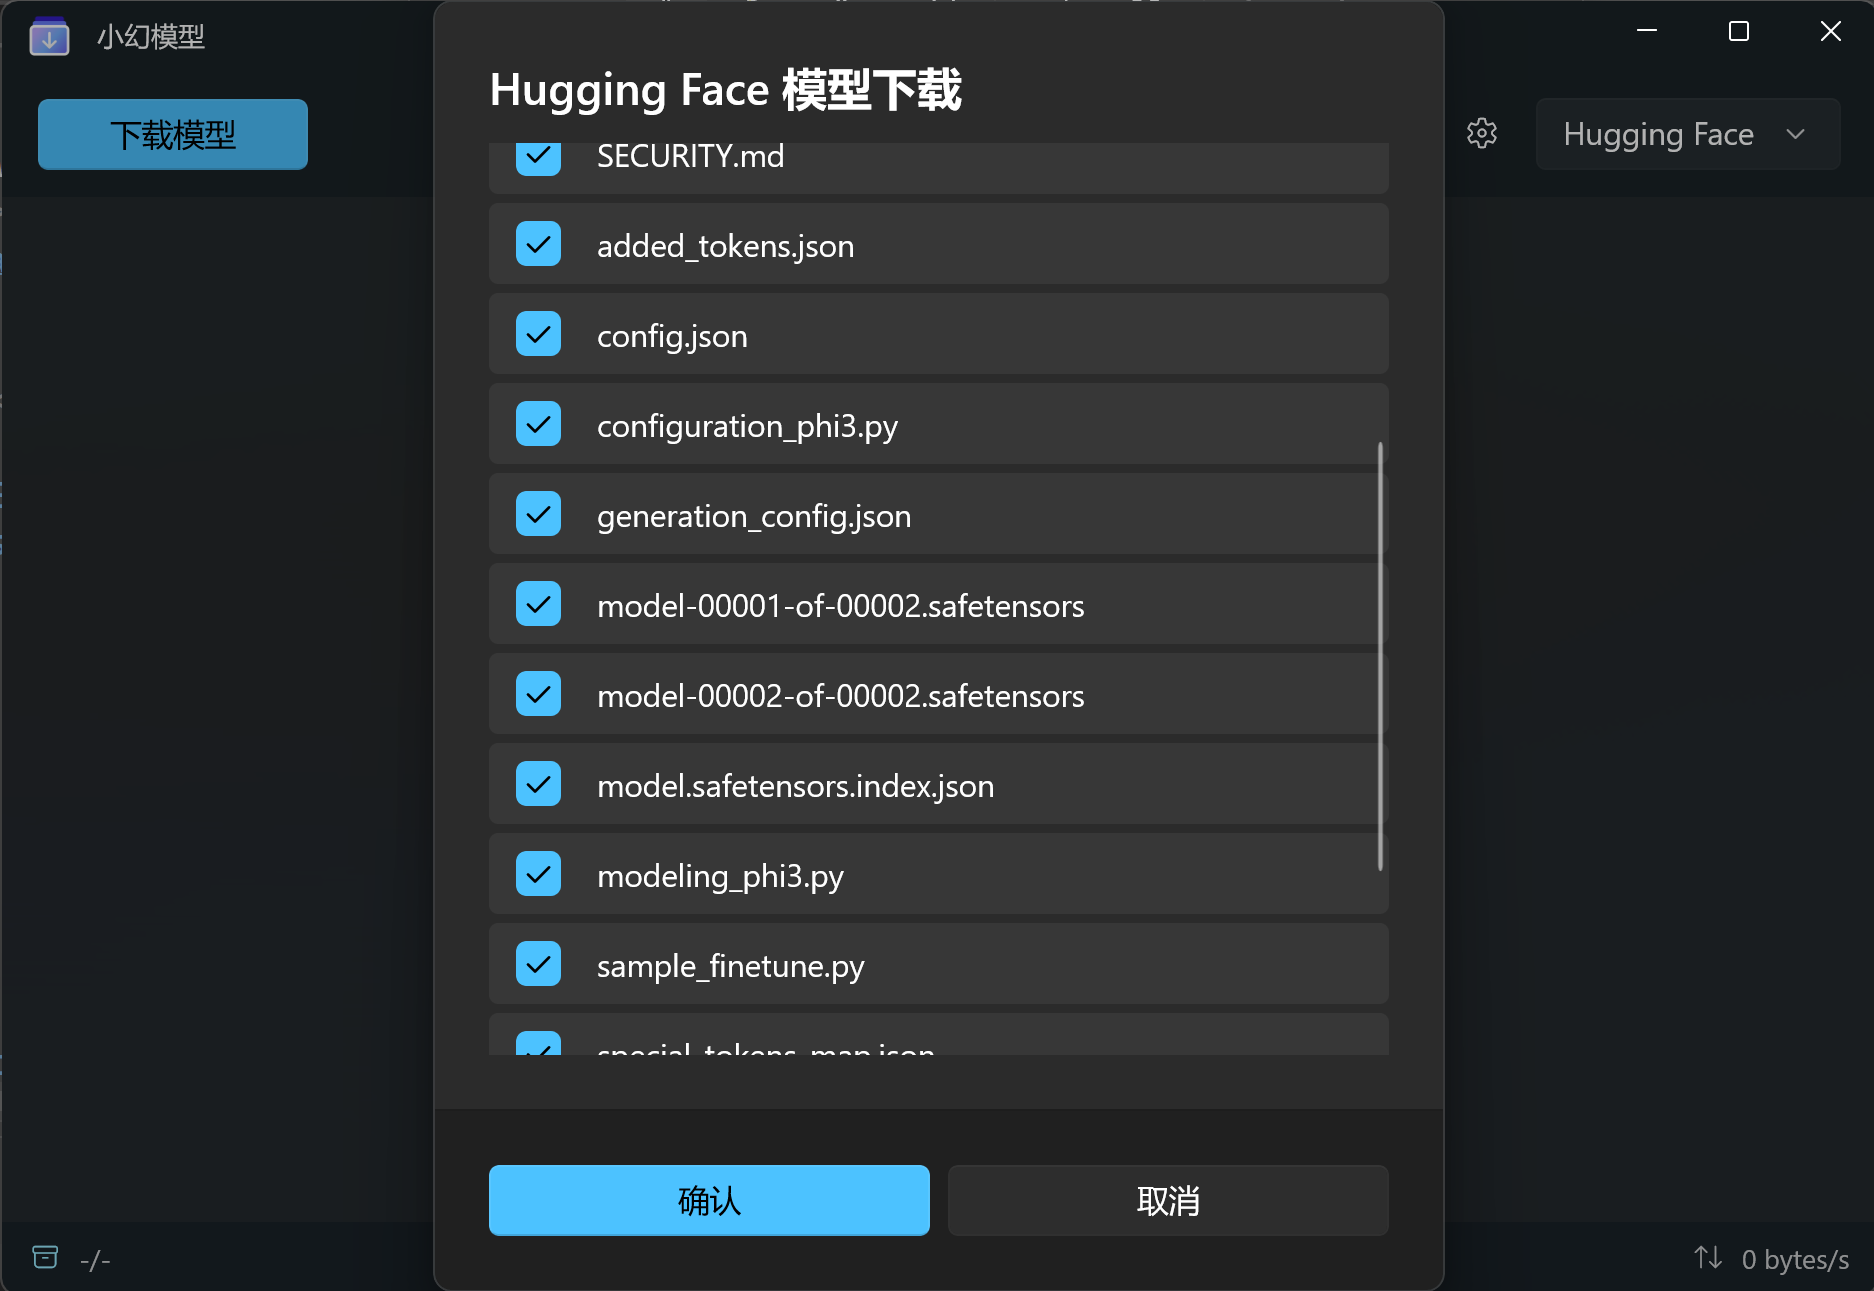 小幻模型
下载模型
Hugging Face 模型下载
Hugging Face
SECURITY.md
added_tokens.json
config.json
configuration_phi3.py
generation_config.json
model-00001-of-00002.safetensors
model-00002-of-00002.safetensors
model.safetensors.index.json
modeling_phi3.py
sample_finetune.py
special_tokens_map.json
确认
取消
-/-
0 bytes/s